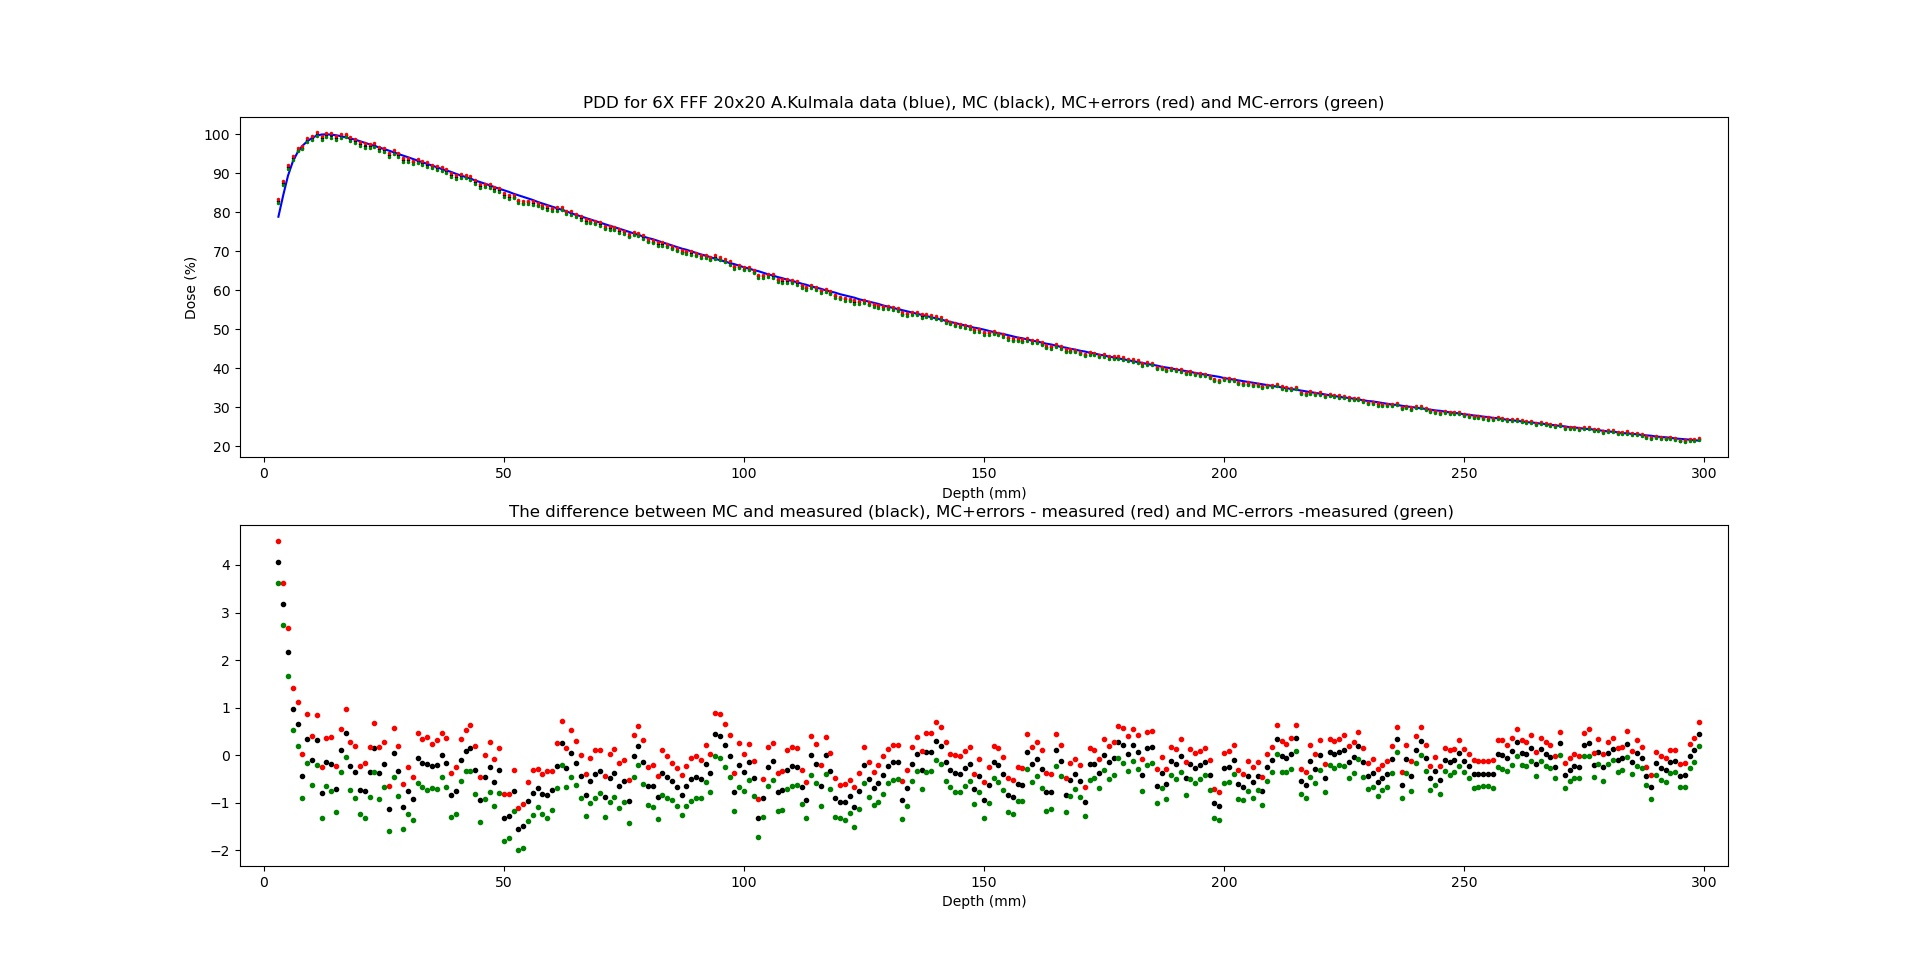 PDD for 6X FFF 20x20 A.Kulmala data (blue), MC (black), MC+errors (red) and MC-errors (green)
100
90
80
70
60
50
40
30
20
Dose (%)
0 50 100 150 200 250 300
Depth (mm)
The difference between MC and measured (black), MC+errors - measured (red) and MC-errors -measured (green)
4
3
2
1
0
−1
−2
0 50 100 150 200 250 300
Depth (mm)